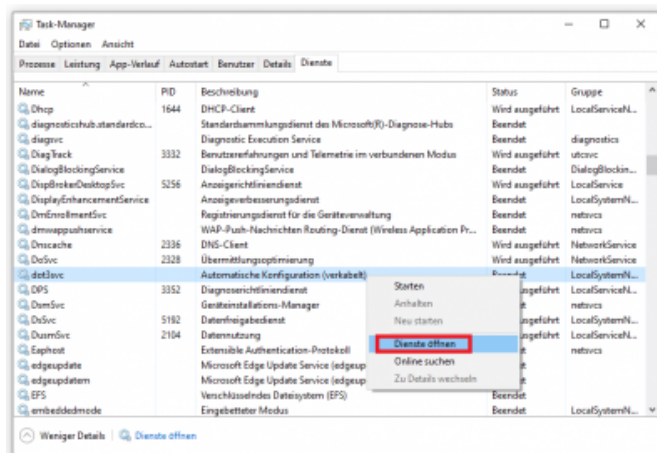 Task-Manager
Datei Optionen Ansicht
Prozesse Leistung App-Verlauf Autostart Benutzer Details Dienste
Name PID Beschreibung Status Gruppe
Dhcp 1644 DHCP-Client Wird ausgeführt LocalServiceN...
diagnosticshub.standardco... Standardsammlungsdienst des Microsoft(R)-Diagnose-Hubs Beendet
diagsvc Diagnostic Execution Service Beendet diagnostics
DiagTrack 3332 Benutzererfahrungen und Telemetrie im verbundenen Modus Wird ausgeführt utcsvc
DialogBlockingService DialogBlockingService Beendet DialogBlockin...
DispBrokerDesktopSvc 5256 Anzeigerichtliniendienst Wird ausgeführt LocalService
DisplayEnhancementService Anzeigeverbesserungsdienst Beendet LocalSystemN...
DmEnrollmentSvc Registrierungsdienst für die Geräteverwaltung Beendet netsvcs
dmwappushservice WAP-Push-Nachrichten Routing-Dienst (Wireless Application Pr... Beendet netsvcs
Dnscache 2336 DNS-Client Wird ausgeführt NetworkService
DoSvc 2328 Übermittlungsoptimierung Wird ausgeführt NetworkService
dot3svc Automatische Konfiguration (verkabelt) Beendet LocalSystemN...
DPS 3352 Diagnoserichtliniendienst ausgeführt LocalServiceN...
DsmSvc Geräteinstallations-Manager netsvcs
DsSvc 5192 Datenfreigabedienst ausgeführt LocalSystemN...
DusmSvc 2104 Datennutzung ausgeführt LocalServiceN...
Eaphost Extensible Authentication-Protokoll netsvcs
edgeupdate Microsoft Edge Update Service (edgeup
edgeupdatem Microsoft Edge Update Service (edgeup
EFS Verschlüsselndes Dateisystem (EFS) Beendet
embeddedmode Eingebetteter Modus Beendet LocalSystemN...
Starten
Anhalten
Neu starten
Dienste öffnen
Online suchen
Zu Details wechseln
Weniger Details Dienste öffnen